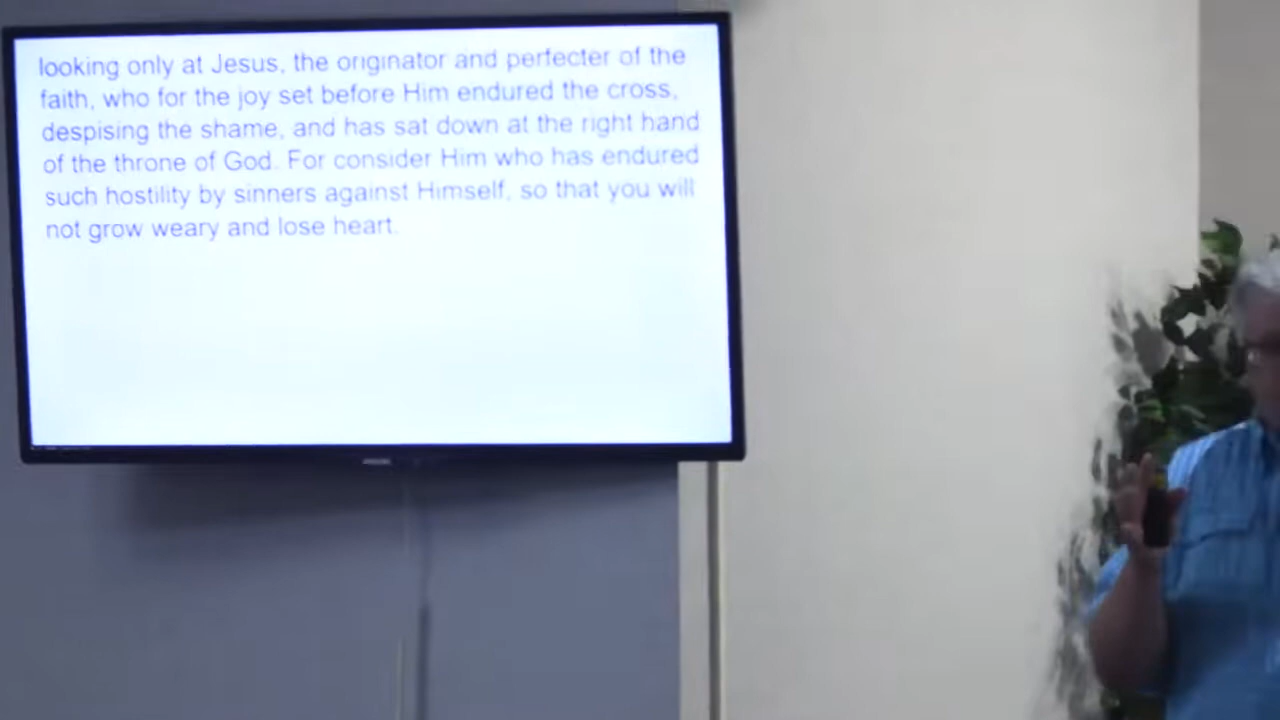 looking only at Jesus, the originator and perfecter of the
faith, who for the joy set before Him endured the cross,
despising the shame, and has sat down at the right hand
of the throne of God. For consider Him who has endured
such hostility by sinners against Himself, so that you will
not grow weary and lose heart.